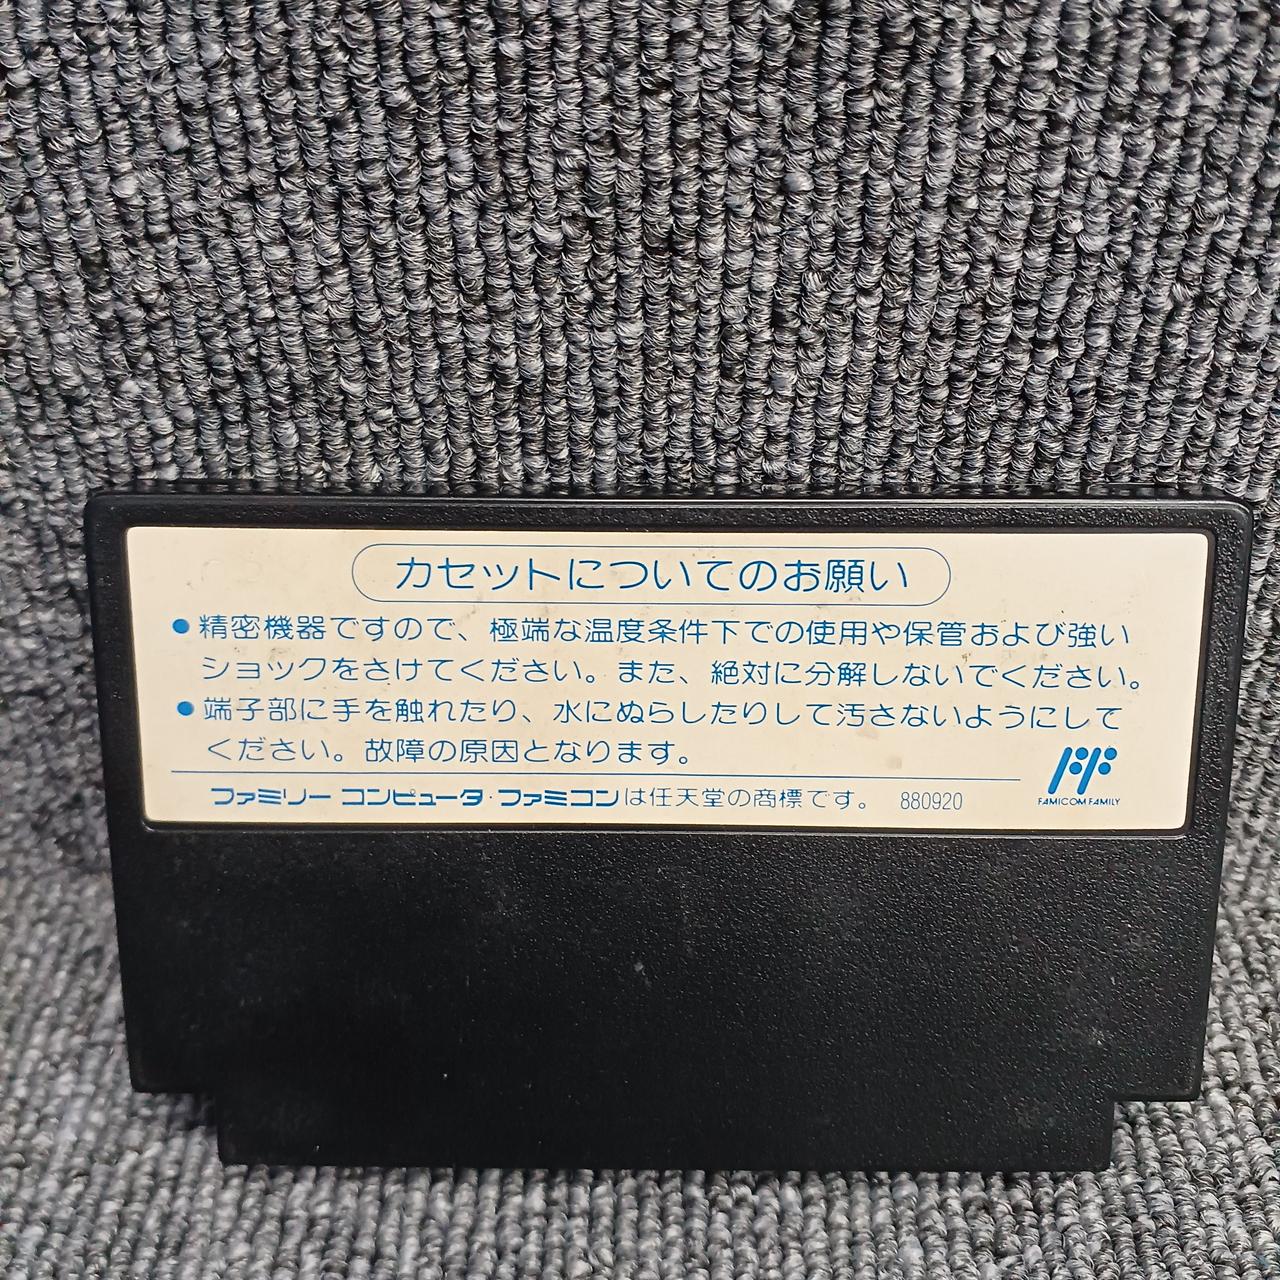 カセットについてのお願い
●精密機器ですので、極端な温度条件下での使用や保管および強い
ショックをさけてください。また、絶対に分解しないでください。
●端子部に手を触れたり、水にぬらしたりして汚さないようにして
ください。故障の原因となります。
ファミリー コンピュータ・ファミコンは任天堂の商標です。 880920
FAMICOM FAMILY